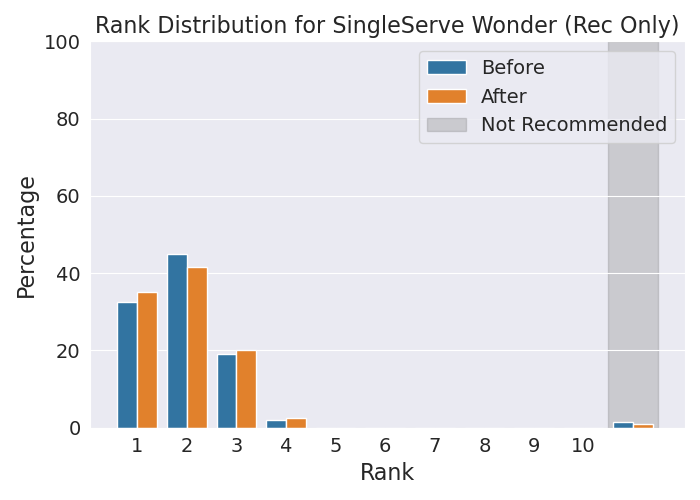 Rank Distribution for SingleServe Wonder (Rec Only)
100
80
60
40
20
0
Percentage
Before
After
Not Recommended
1 2 3 4 5 6 7 8 9 10
Rank